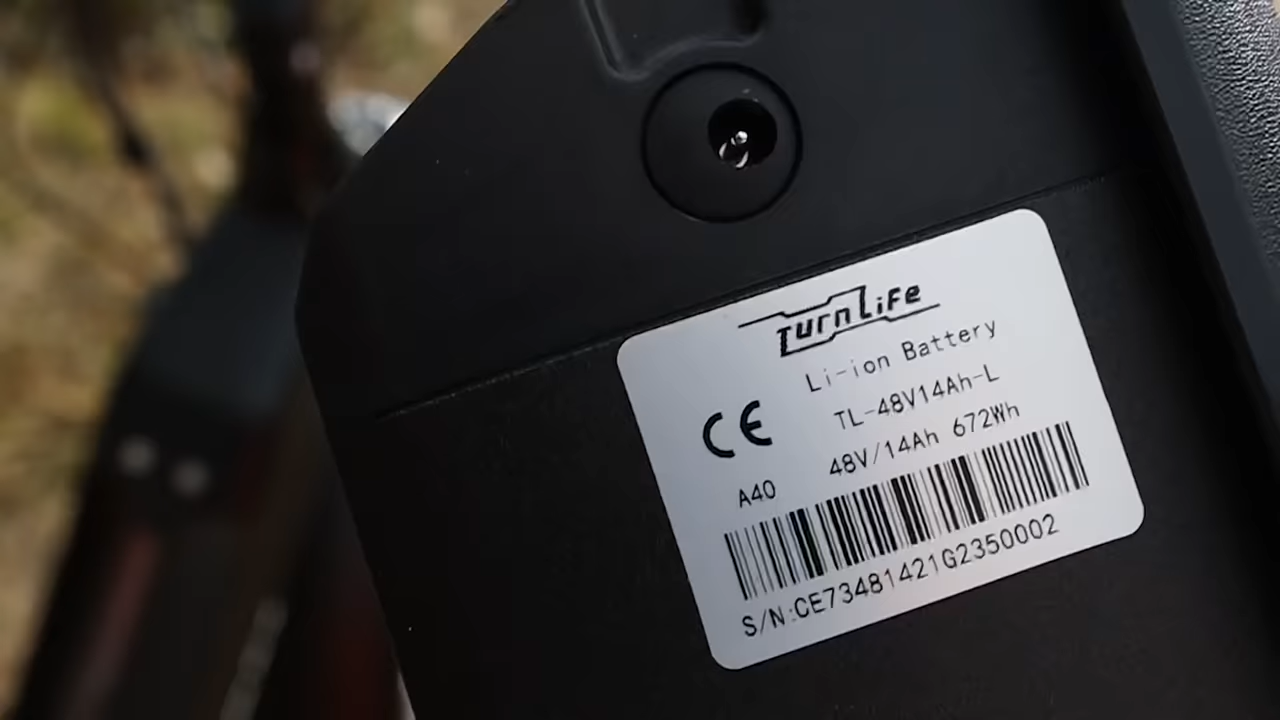 TurnLiFe
Li-ion Battery
CE
TL-48V14Ah-L
A40
48V/14Ah 672Wh
S/N:CE73481421G2350002